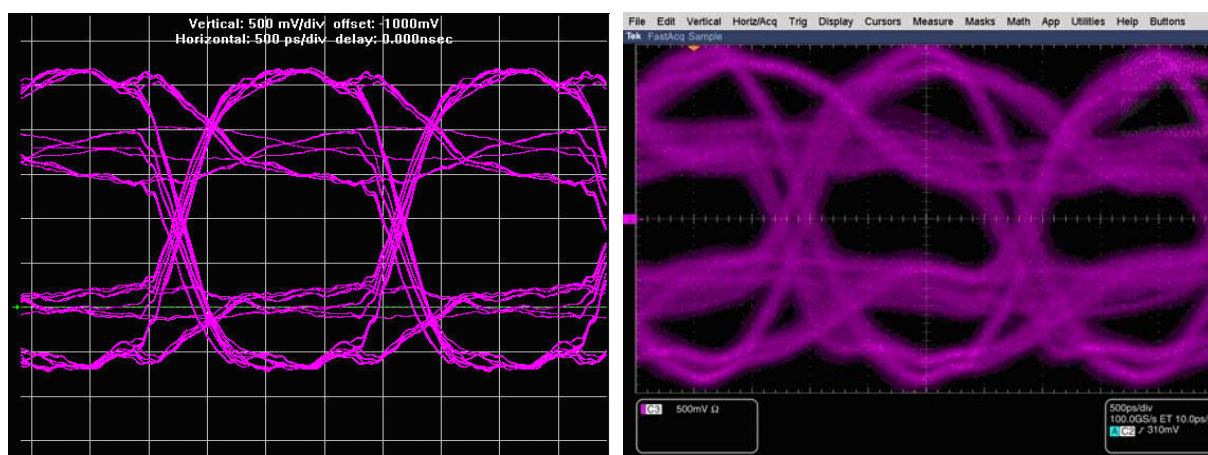 Vertical: 500 mV/div offset: -1000mV
Horizontal: 500 ps/div delay: 0.000nsec
File Edit Vertical Horiz/Acq Trig Display Cursors Measure Masks Math App Utilities Help Buttons
Tek FastAcq Sample
C3 500mV Ω
500ps/div
100.0GS/s ET 10.0ps/
A C2 ∫ 310mV